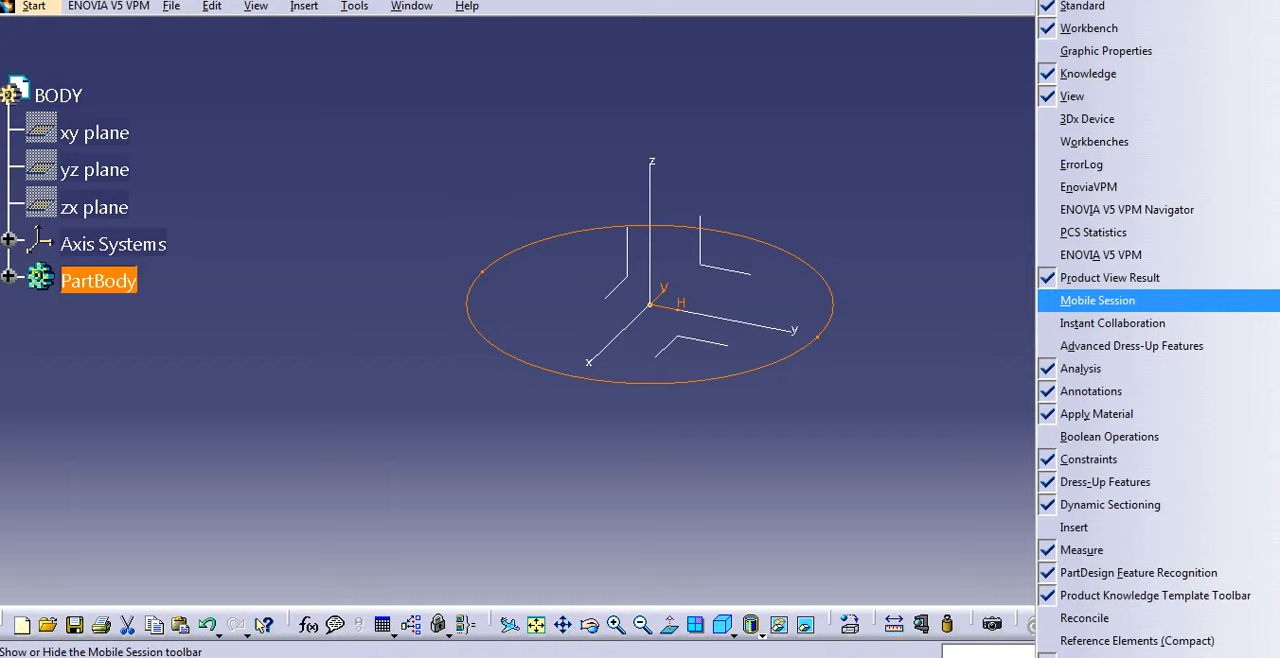 Start ENOVIA V5 VPM File Edit View Insert Tools Window Help
BODY
xy plane
yz plane
zx plane
Axis Systems
PartBody
z
y
H
y
x
Standard
Workbench
Graphic Properties
Knowledge
View
3Dx Device
Workbenches
ErrorLog
EnoviaVPM
ENOVIA V5 VPM Navigator
PCS Statistics
ENOVIA V5 VPM
Product View Result
Mobile Session
Instant Collaboration
Advanced Dress-Up Features
Analysis
Annotations
Apply Material
Boolean Operations
Constraints
Dress-Up Features
Dynamic Sectioning
Insert
Measure
PartDesign Feature Recognition
Product Knowledge Template Toolbar
Reconcile
Reference Elements (Compact)
f(x)
Show or Hide the Mobile Session toolbar